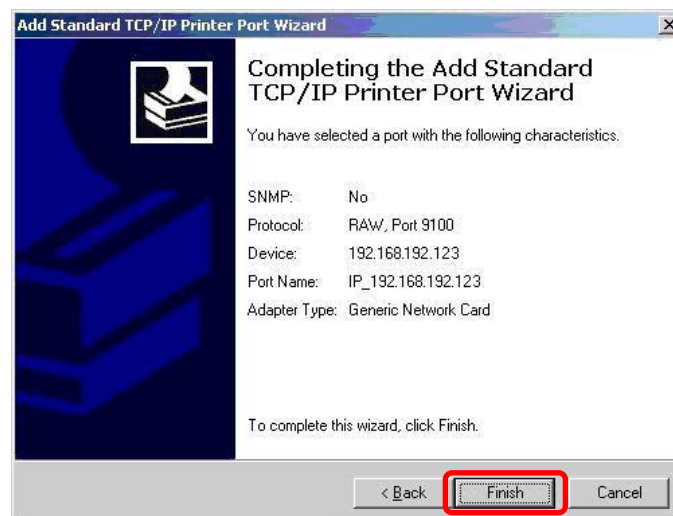 Add Standard TCP/IP Printer Port Wizard
Completing the Add Standard
TCP/IP Printer Port Wizard
You have selected a port with the following characteristics.
SNMP: No
Protocol: RAW, Port 9100
Device: 192.168.192.123
Port Name: IP_192.168.192.123
Adapter Type: Generic Network Card
To complete this wizard, click Finish.
< Back Finish Cancel